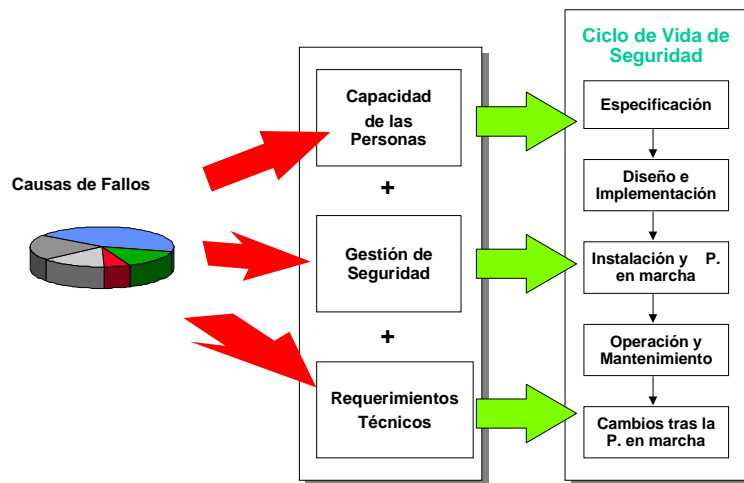 Causas de Fallos
Capacidad
de las
Personas
+
Gestión de
Seguridad
+
Requerimientos
Técnicos
Ciclo de Vida de
Seguridad
Especificación
Diseño e
Implementación
Instalación y P.
en marcha
Operación y
Mantenimiento
Cambios tras la
P. en marcha